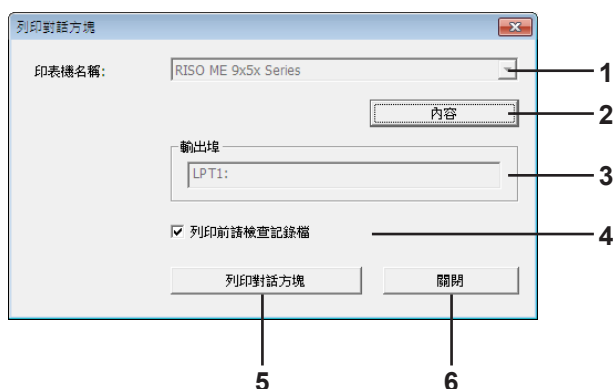 列印對話方塊
印表機名稱:
RISO ME 9x5x Series
1
內容
2
輸出埠
LPT1:
3
列印前請檢查記錄檔
4
列印對話方塊
關閉
5
6